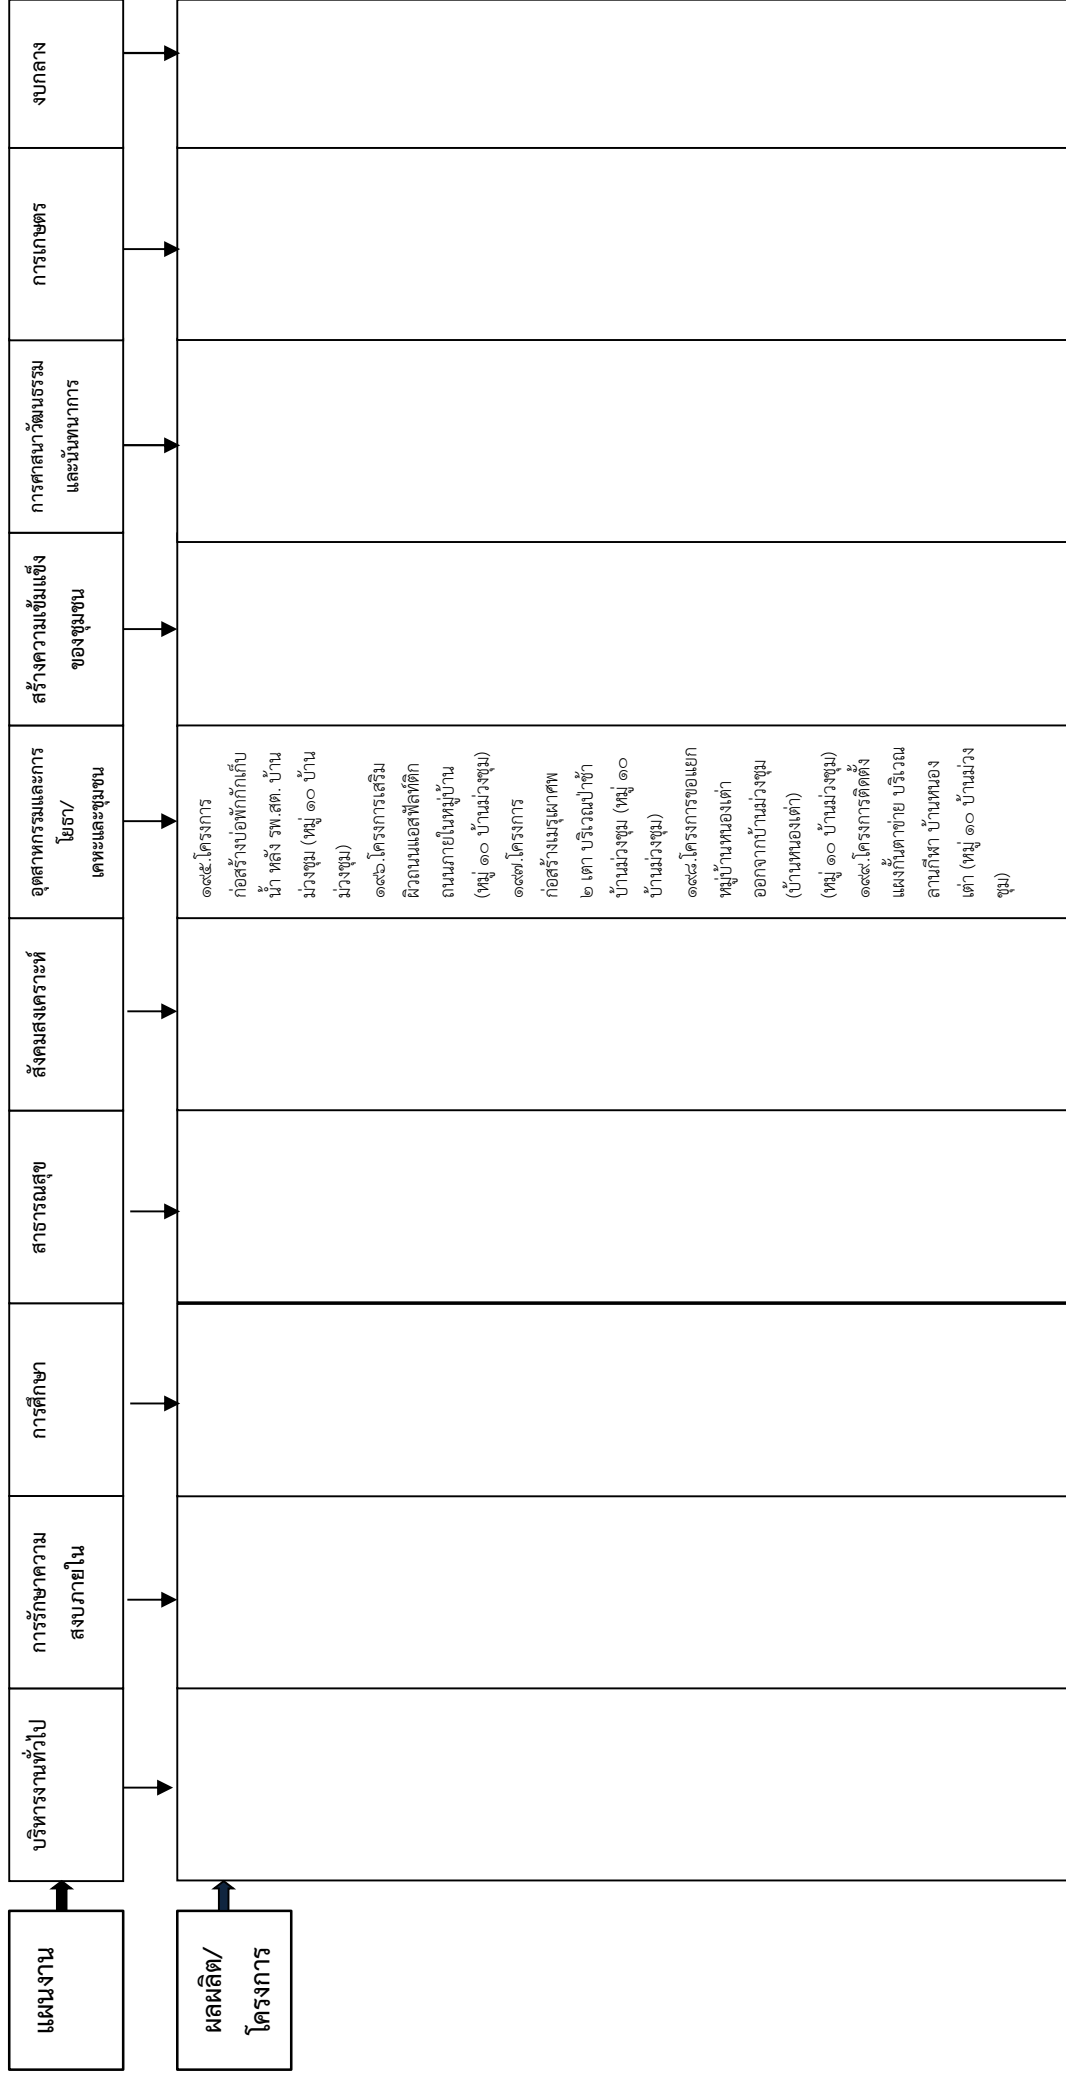 แผนงาน
บริหารงานทั่วไป
การรักษาความ
สงบภายใน
การศึกษา
สาธารณสุข
สังคมสงเคราะห์
อุตสาหกรรมและการ
โยธา/
เคหะและชุมชน
สร้างความเข้มแข็ง
ของชุมชน
การศาสนาวัฒนธรรม
และนันทนาการ
การเกษตร
งบกลาง
ผลผลิต/
โครงการ
๑๙๕.โครงการ
ก่อสร้างบ่อพักกักเก็บ
น้ำ หลัง รพ.สต. บ้าน
ม่วงชุม (หมู่ ๑๐ บ้าน
ม่วงชุม)
๑๙๖.โครงการเสริม
ผิวถนนแอสฟัลท์ติก
ถนนภายในหมู่บ้าน
(หมู่ ๑๐ บ้านม่วงชุม)
๑๙๗.โครงการ
ก่อสร้างเมรุเผาศพ
๒ เตา บริเวณป่าช้า
บ้านม่วงชุม (หมู่ ๑๐
บ้านม่วงชุม)
๑๙๘.โครงการขอแยก
หมู่บ้านหนองเต่า
ออกจากบ้านม่วงชุม
(บ้านหนองเต่า)
(หมู่ ๑๐ บ้านม่วงชุม)
๑๙๙.โครงการติดตั้ง
แผงกั้นตาข่าย บริเวณ
ลานกีฬา บ้านหนอง
เต่า (หมู่ ๑๐ บ้านม่วง
ชุม)